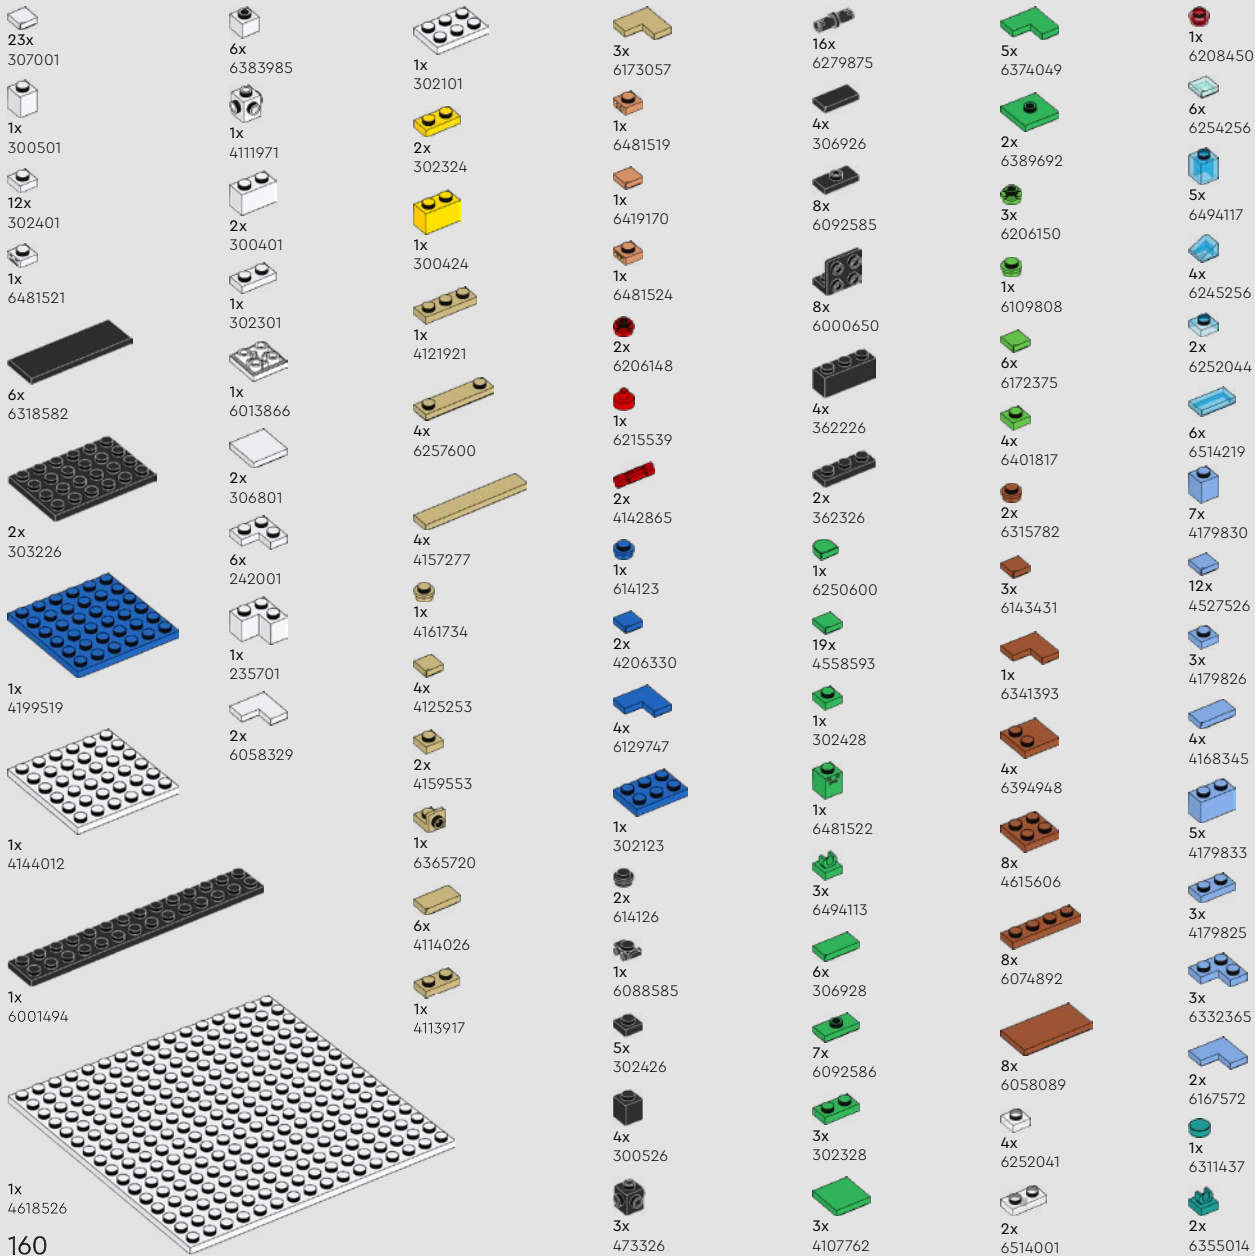 23x
307001
1x
300501
12x
302401
1x
6481521
6x
6318582
2x
303226
1x
4199519
1x
4144012
1x
6001494
1x
4618526
160
6x
6383985
1x
4111971
2x
300401
1x
302301
1x
6013866
2x
306801
6x
242001
1x
235701
2x
6058329
1x
302101
2x
302324
1x
300424
1x
4121921
4x
6257600
4x
4157277
1x
4161734
4x
4125253
2x
4159553
1x
6365720
6x
4114026
1x
4113917
3x
6173057
1x
6481519
1x
6419170
1x
6481524
2x
6206148
1x
6215539
2x
4142865
1x
614123
2x
4206330
4x
6129747
1x
302123
2x
614126
1x
6088585
5x
302426
4x
300526
3x
473326
16x
6279875
4x
306926
8x
6092585
8x
6000650
4x
362226
2x
362326
1x
6250600
19x
4558593
1x
302428
1x
6481522
3x
6494113
6x
306928
7x
6092586
3x
302328
3x
4107762
5x
6374049
2x
6389692
3x
6206150
1x
6109808
6x
6172375
4x
6401817
2x
6315782
3x
6143431
1x
6341393
4x
6394948
8x
4615606
8x
6074892
8x
6058089
4x
6252041
2x
6514001
1x
6208450
6x
6254256
5x
6494117
4x
6245256
2x
6252044
6x
6514219
7x
4179830
12x
4527526
3x
4179826
4x
4168345
5x
4179833
3x
4179825
3x
6332365
2x
6167572
1x
6311437
2x
6355014